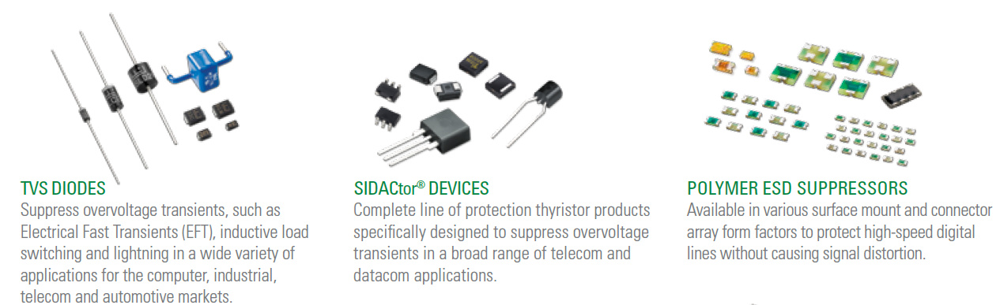 TVS DIODES
Suppress overvoltage transients, such as
Electrical Fast Transients (EFT), inductive load
switching and lightning in a wide variety of
applications for the computer, industrial,
telecom and automotive markets.
SIDACtor® DEVICES
Complete line of protection thyristor products
specifically designed to suppress overvoltage
transients in a broad range of telecom and
datacom applications.
POLYMER ESD SUPPRESSORS
Available in various surface mount and connector
array form factors to protect high-speed digital
lines without causing signal distortion.